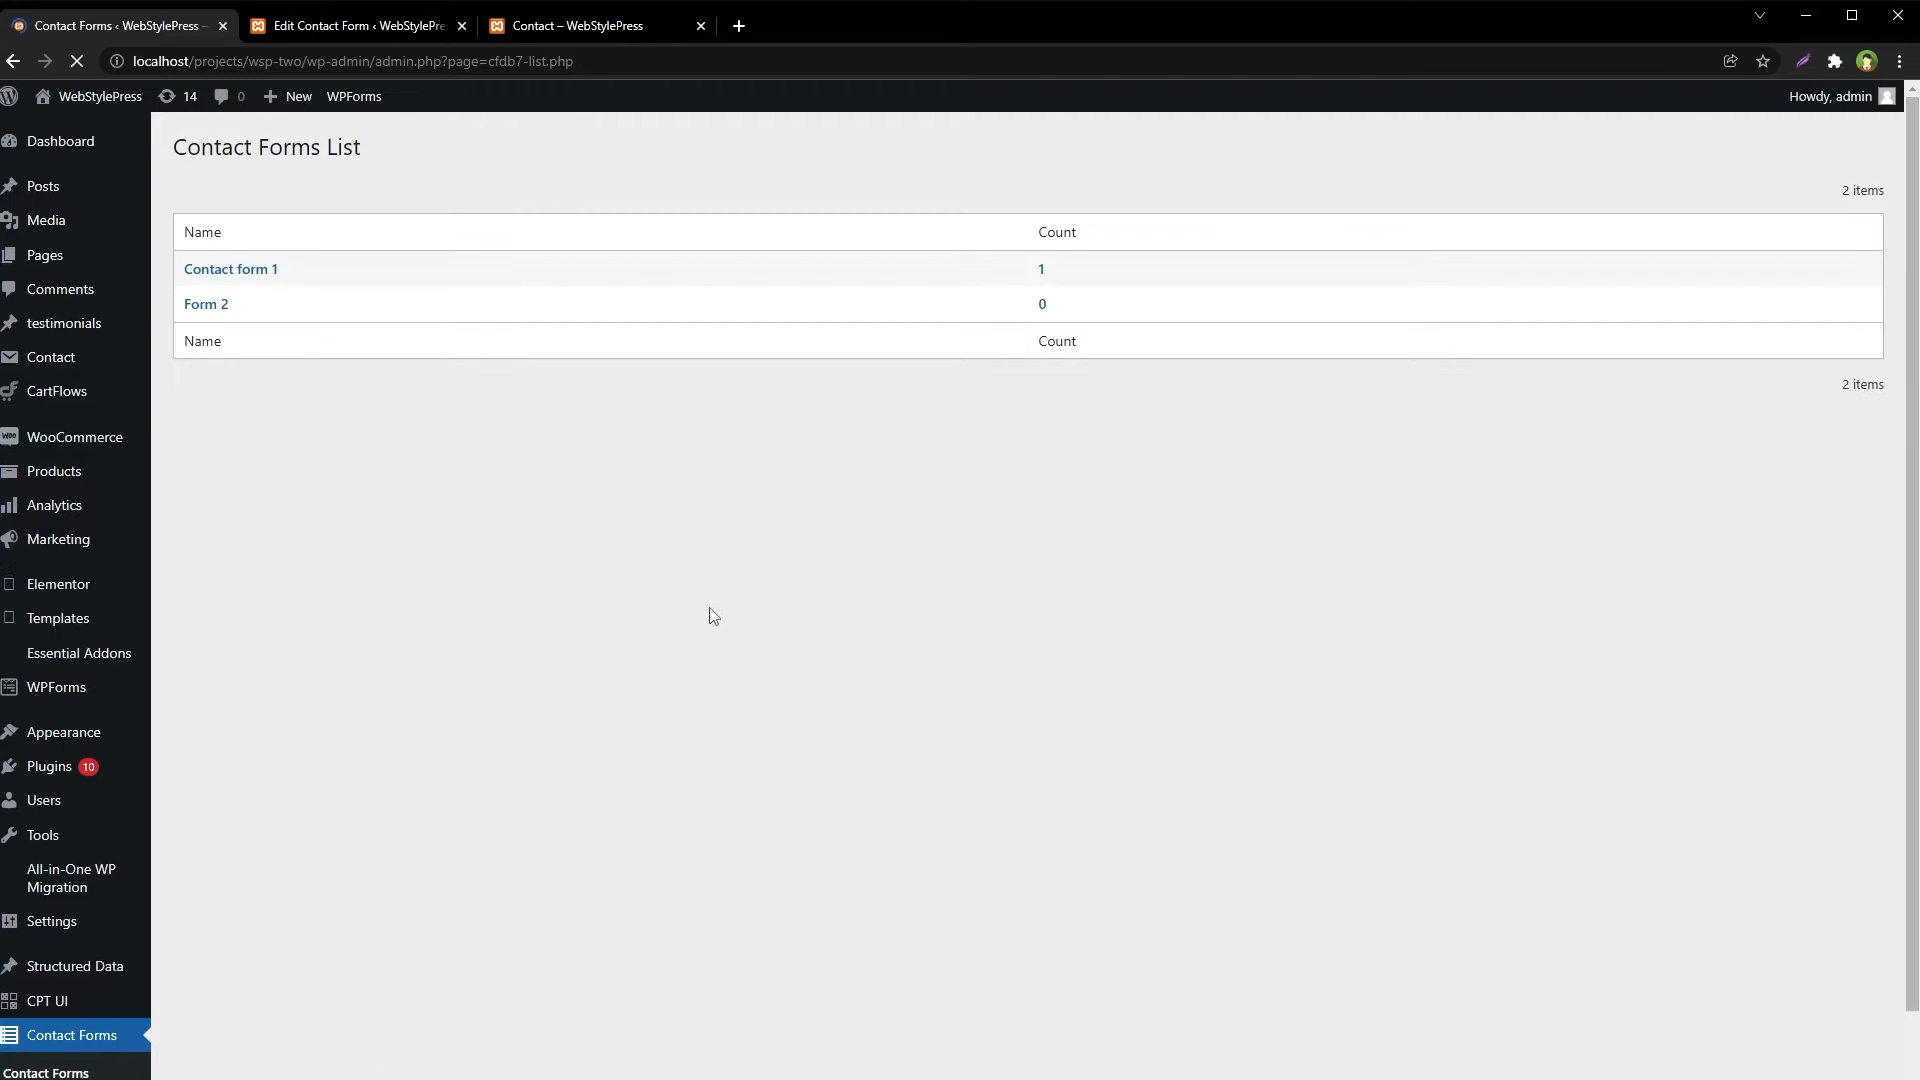 Contact Forms ‹ WebStylePress –
Edit Contact Form ‹ WebStylePre
Contact – WebStylePress
localhost/projects/wsp-two/wp-admin/admin.php?page=cfdb7-list.php
WebStylePress
14
0
New
WPForms
Howdy, admin
Dashboard
Posts
Media
Pages
Comments
testimonials
Contact
CartFlows
WooCommerce
Products
Analytics
Marketing
Elementor
Templates
Essential Addons
WPForms
Appearance
Plugins 10
Users
Tools
All-in-One WP
Migration
Settings
Structured Data
CPT UI
Contact Forms
Contact Forms
Contact Forms List
2 items
Name Count
Contact form 1 1
Form 2 0
Name Count
2 items